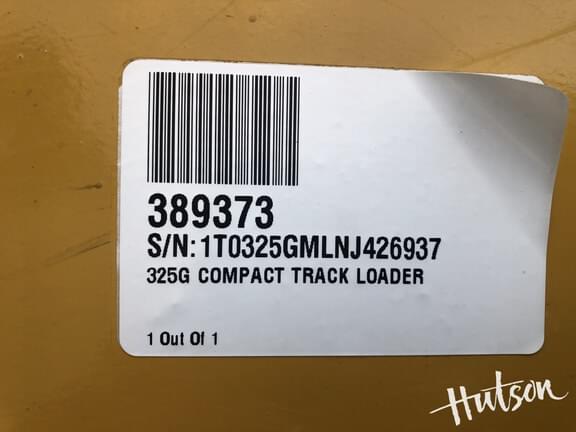 389373
S/N: 1T0325GMLNJ426937
325G COMPACT TRACK LOADER
1 Out Of 1
Hutson